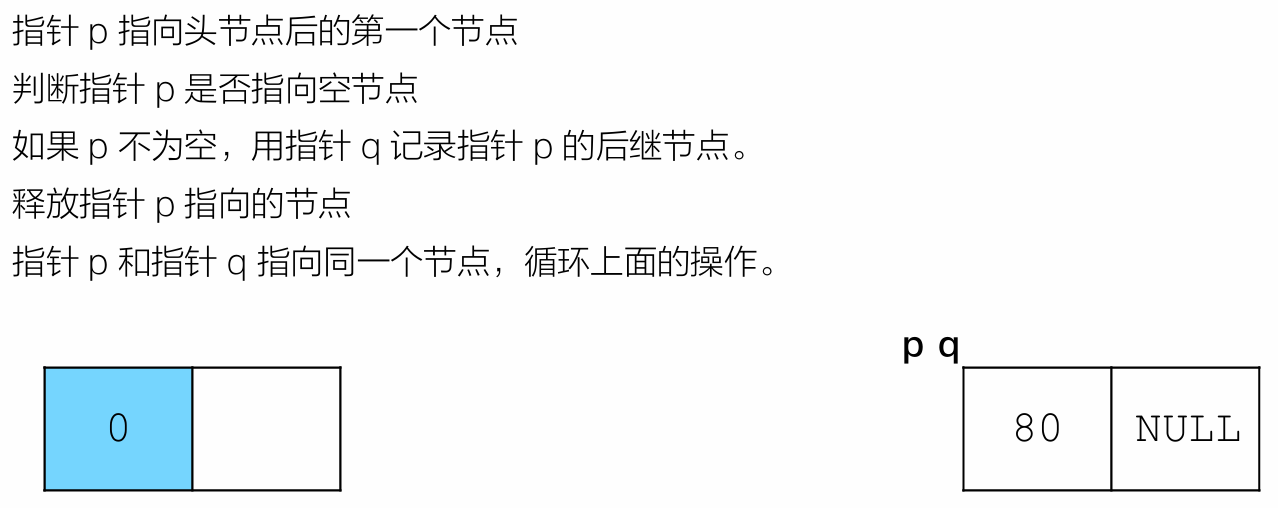 指针 p 指向头节点后的第一个节点
判断指针 p 是否指向空节点
如果 p 不为空，用指针 q 记录指针 p 的后继节点。
释放指针 p 指向的节点
指针 p 和指针 q 指向同一个节点，循环上面的操作。
p q
0 80 NULL